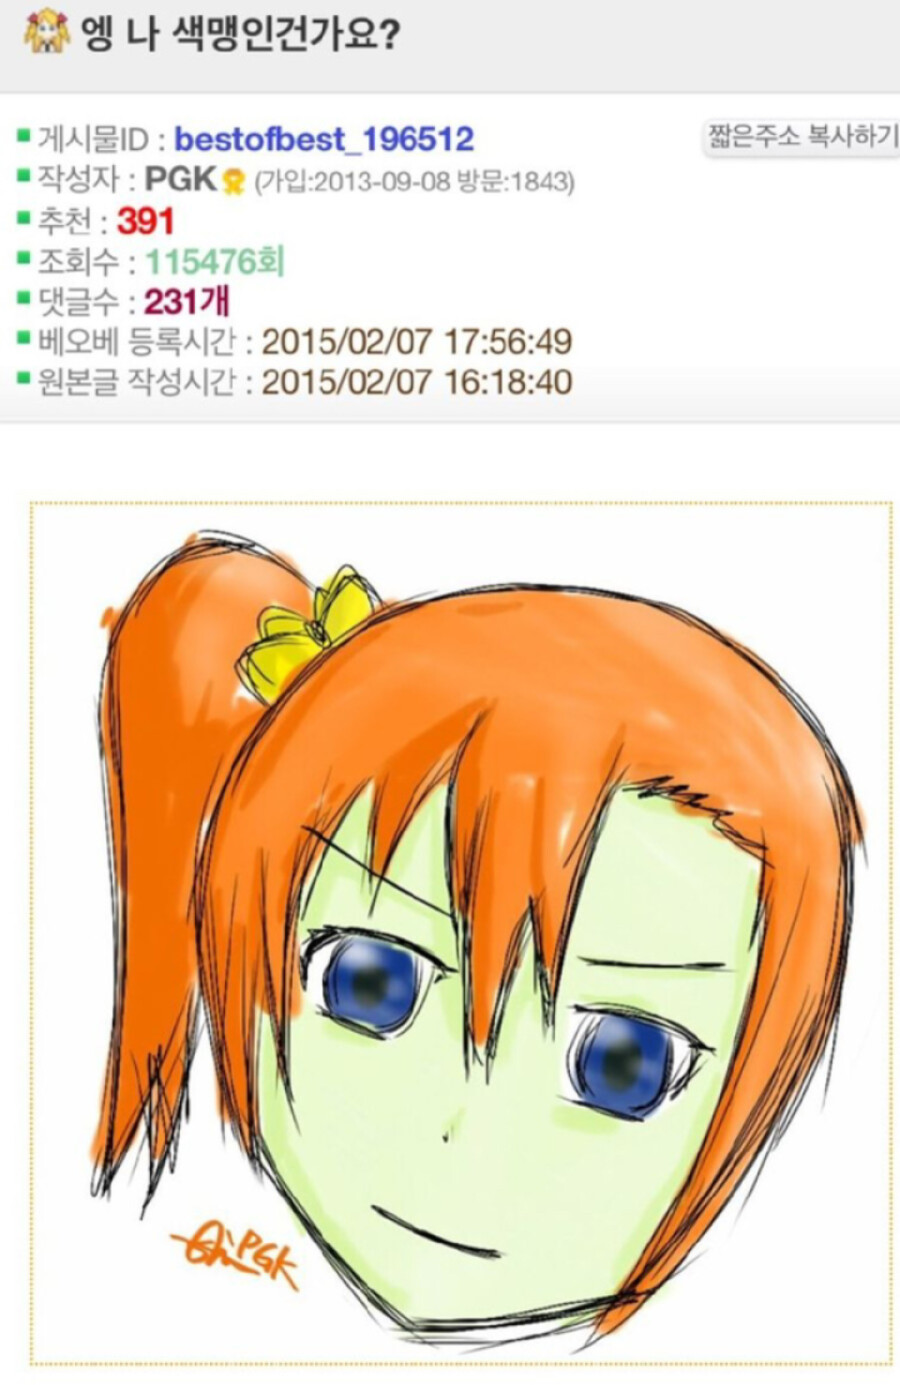 엥 나 색맹인건가요?
게시물ID : bestofbest_196512
짧은주소 복사하기
작성자 : PGK (가입:2013-09-08 방문:1843)
추천 : 391
조회수 : 115476회
댓글수 : 231개
베오베 등록시간 : 2015/02/07 17:56:49
원본글 작성시간 : 2015/02/07 16:18:40
PGK